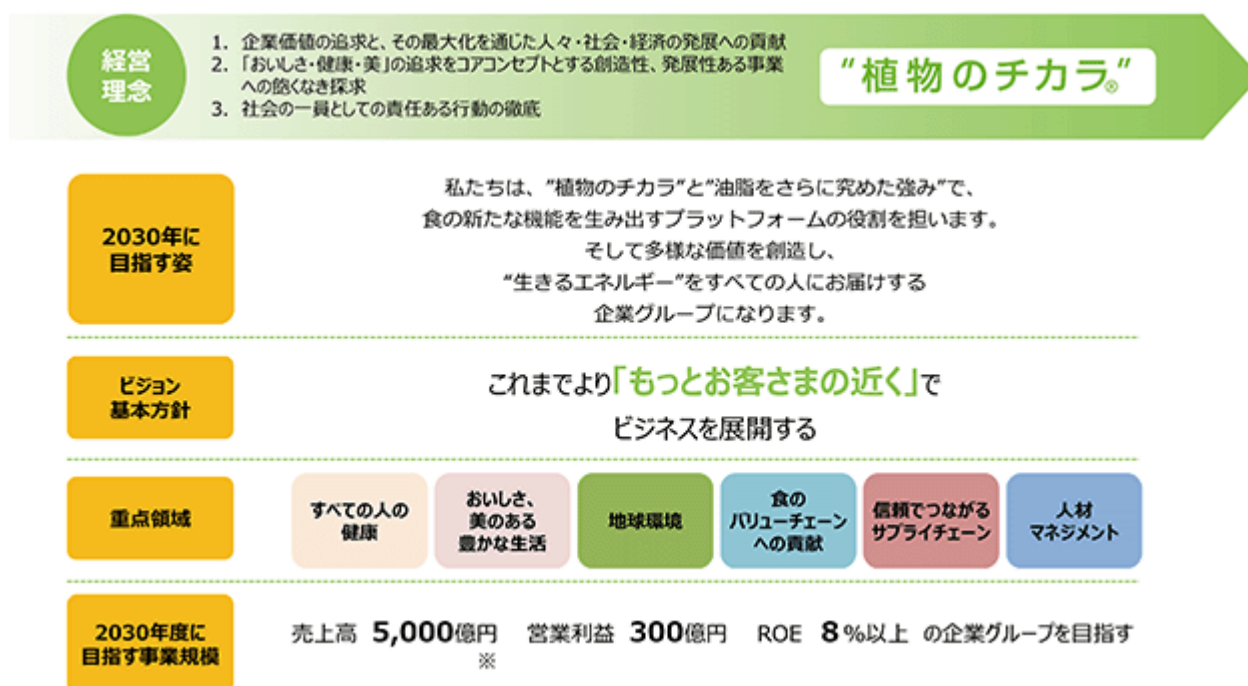 経営
理念
1. 企業価値の追求と、その最大化を通じた人々・社会・経済の発展への貢献
2. 「おいしさ・健康・美」の追求をコアコンセプトとする創造性、発展性ある事業
への飽くなき探求
3. 社会の一員としての責任ある行動の徹底
“植物のチカラ®”
2030年に
目指す姿
私たちは、“植物のチカラ”と“油脂をさらに究めた強み”で、
食の新たな機能を生み出すプラットフォームの役割を担います。
そして多様な価値を創造し、
“生きるエネルギー”をすべての人にお届けする
企業グループになります。
ビジョン
基本方針
これまでより「もっとお客さまの近く」で
ビジネスを展開する
重点領域
すべての人の
健康
おいしさ、
美のある
豊かな生活
地球環境
食の
バリューチェーン
への貢献
信頼でつながる
サプライチェーン
人材
マネジメント
2030年度に
目指す事業規模
売上高 5,000億円 営業利益 300億円 ROE 8%以上 の企業グループを目指す
※